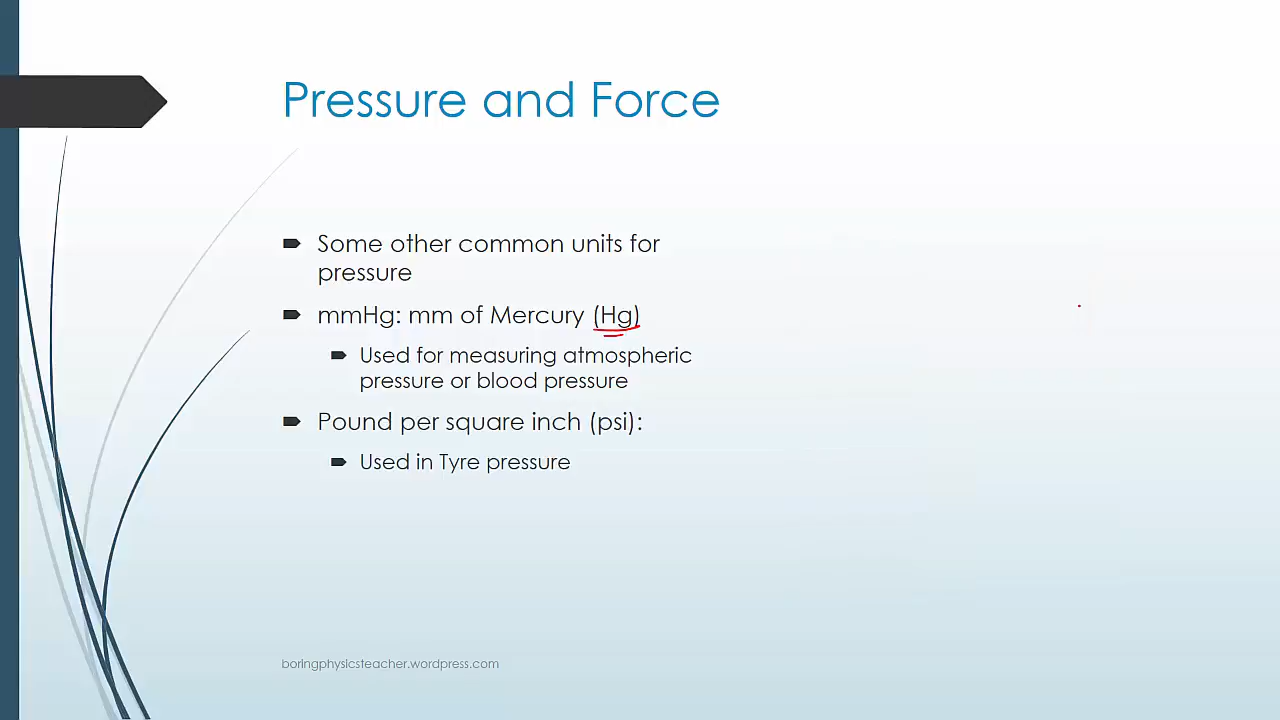 Pressure and Force
Some other common units for
pressure
mmHg: mm of Mercury (Hg)
Used for measuring atmospheric
pressure or blood pressure
Pound per square inch (psi):
Used in Tyre pressure
boringphysicsteacher.wordpress.com